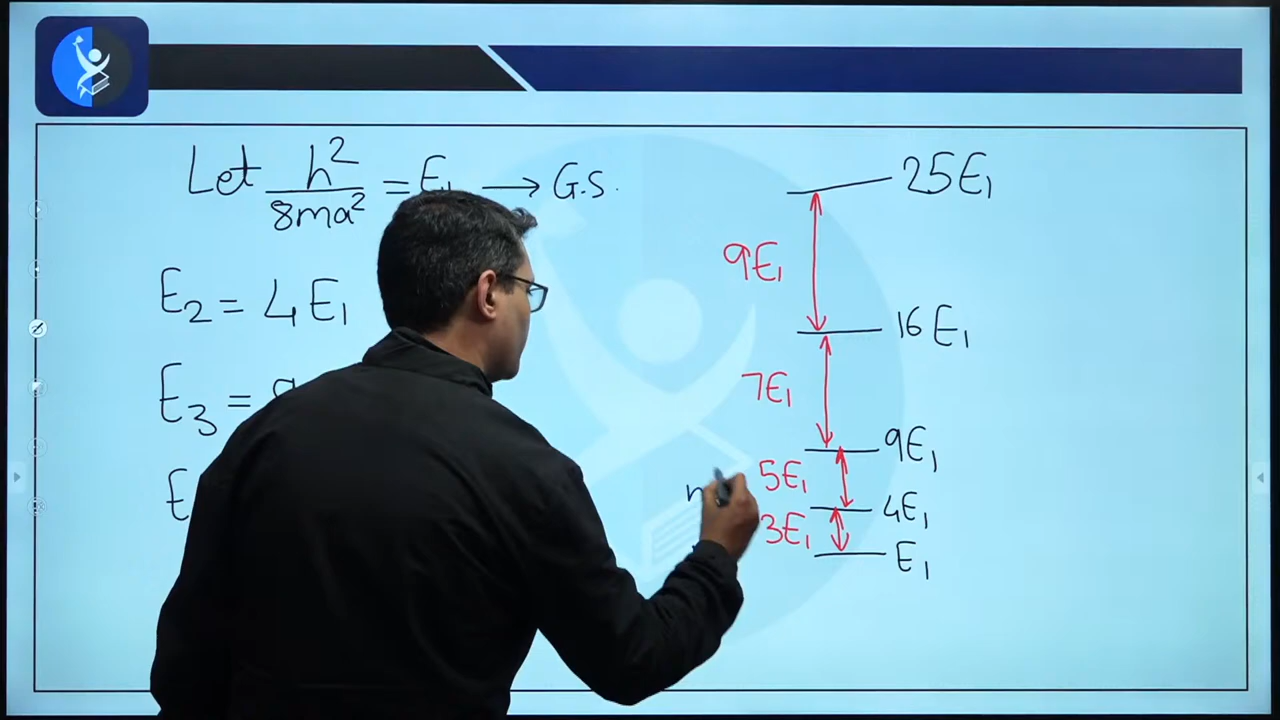 Let h²/8ma² = E₁ → G.S.
E₂ = 4E₁
E₃ =
E
25E₁
9E₁
16E₁
7E₁
9E₁
5E₁
4E₁
3E₁
E₁